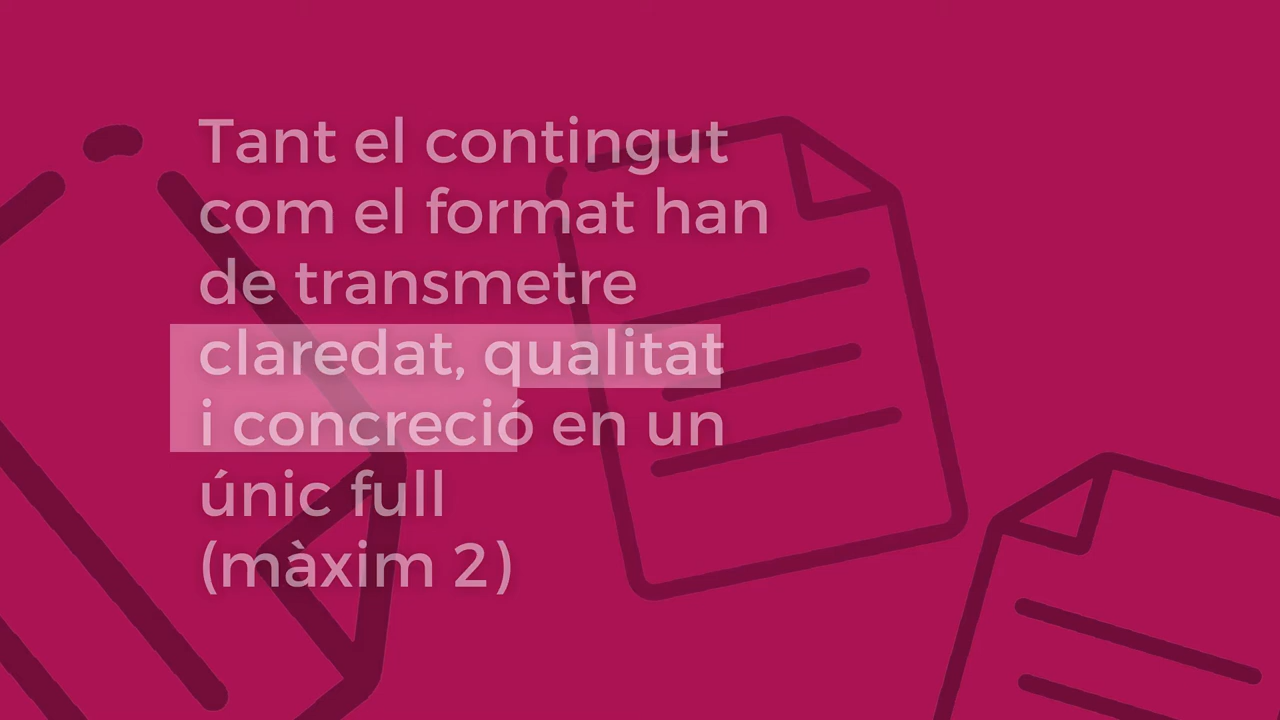 Tant el contingut
com el format han
de transmetre
claredat, qualitat
i concreció en un
únic full
(màxim 2)